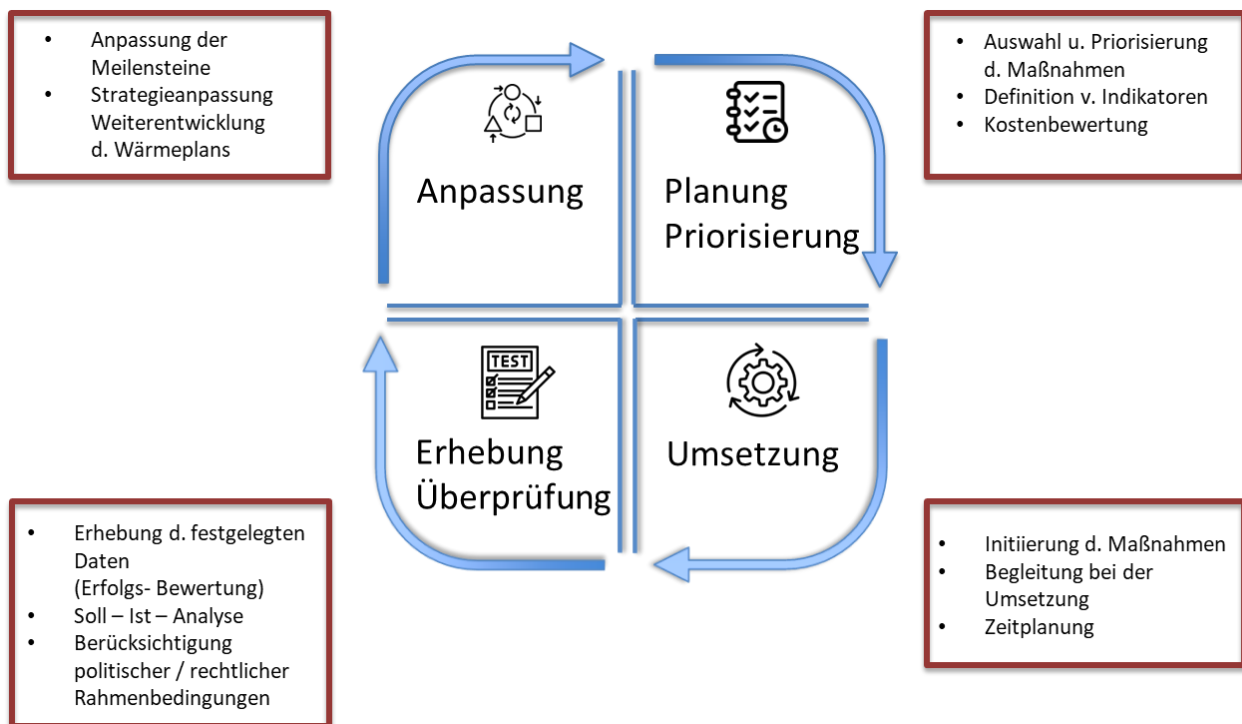 • Anpassung der
Meilensteine
• Strategieanpassung
Weiterentwicklung
d. Wärmeplans
• Auswahl u. Priorisierung
d. Maßnahmen
• Definition v. Indikatoren
• Kostenbewertung
Anpassung
Planung
Priorisierung
TEST
Erhebung
Überprüfung
Umsetzung
• Erhebung d. festgelegten
Daten
(Erfolgs- Bewertung)
• Soll – Ist – Analyse
• Berücksichtigung
politischer / rechtlicher
Rahmenbedingungen
• Initiierung d. Maßnahmen
• Begleitung bei der
Umsetzung
• Zeitplanung